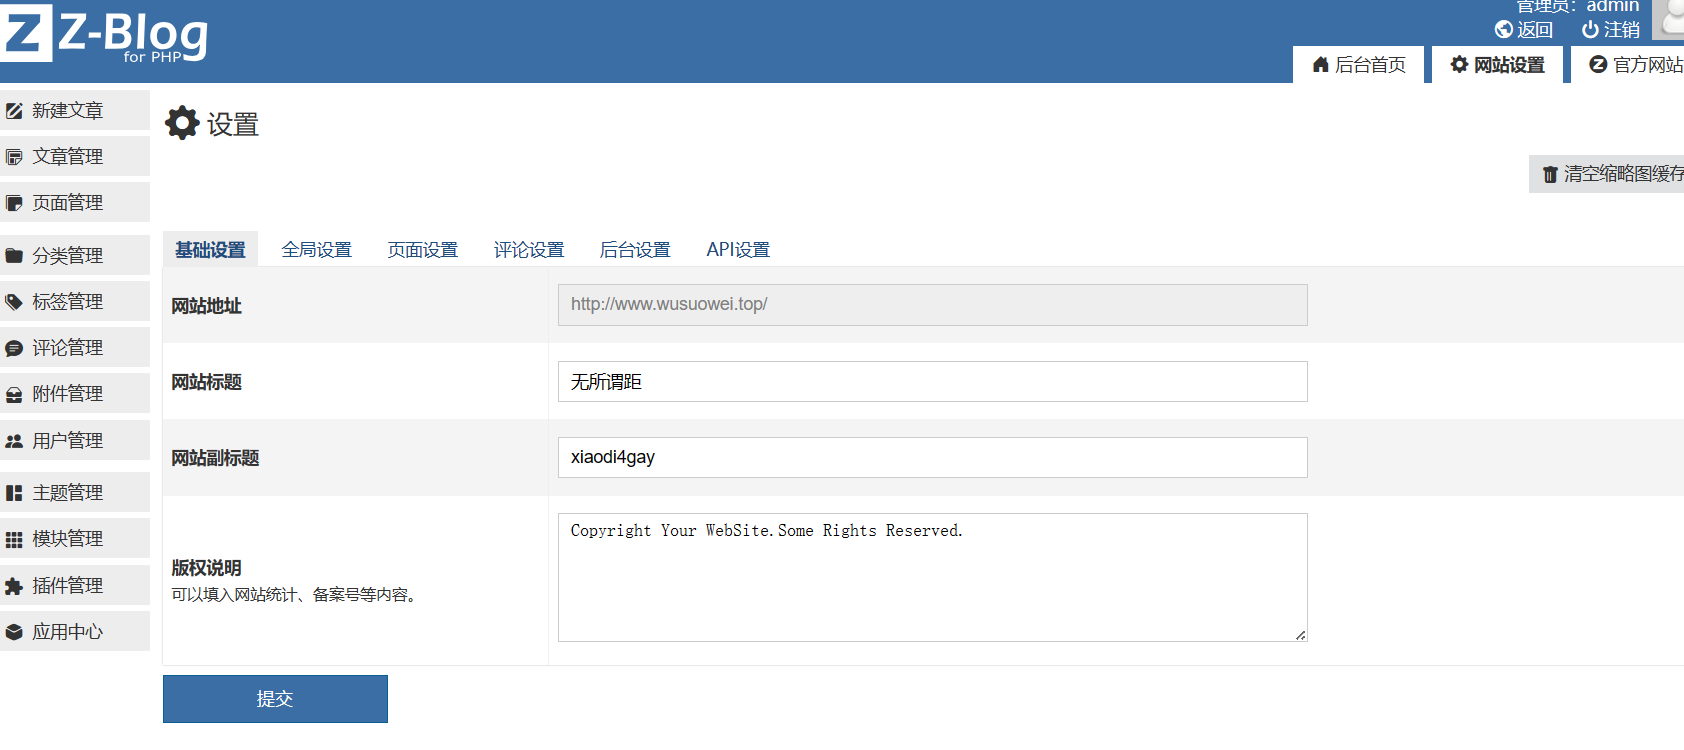 Z-Blog
for PHP
管理员：admin
返回 注销
后台首页 网站设置 官方网站
新建文章
文章管理
页面管理
分类管理
标签管理
评论管理
附件管理
用户管理
主题管理
模块管理
插件管理
应用中心
设置
清空缩略图缓存
基础设置 全局设置 页面设置 评论设置 后台设置 API设置
网站地址 http://www.wusuowei.top/
网站标题 无所谓距
网站副标题 xiaodi4gay
版权说明
可以填入网站统计、备案号等内容。
Copyright Your WebSite.Some Rights Reserved.
提交